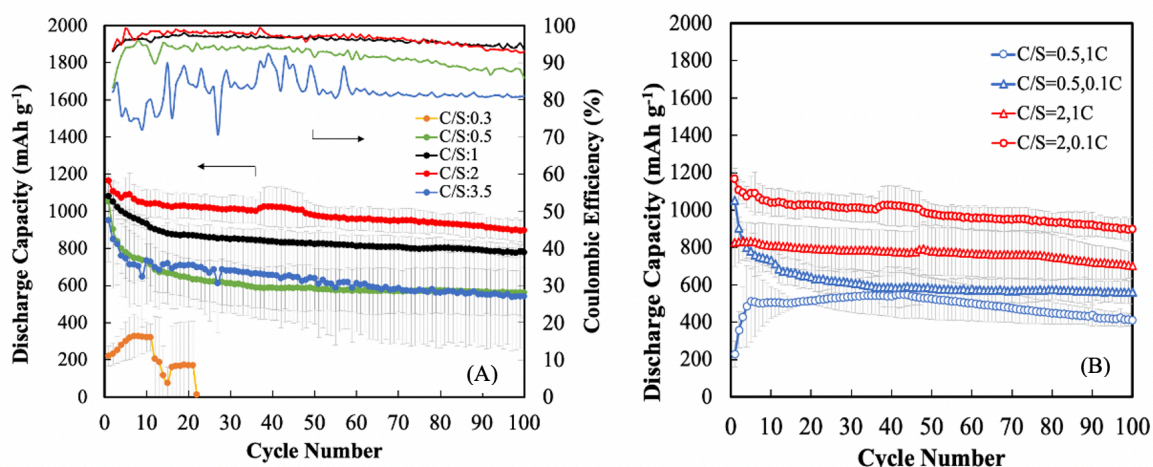 2000
1800
1600
1400
1200
1000
800
600
400
200
0
Discharge Capacity (mAh g⁻¹)
0 10 20 30 40 50 60 70 80 90 100
Cycle Number
100
90
80
70
60
50
40
30
20
10
0
Coulombic Efficiency (%)
C/S:0.3
C/S:0.5
C/S:1
C/S:2
C/S:3.5
(A)
2000
1800
1600
1400
1200
1000
800
600
400
200
0
Discharge Capacity (mAh g⁻¹)
0 10 20 30 40 50 60 70 80 90 100
Cycle Number
C/S=0.5,1C
C/S=0.5,0.1C
C/S=2,1C
C/S=2,0.1C
(B)